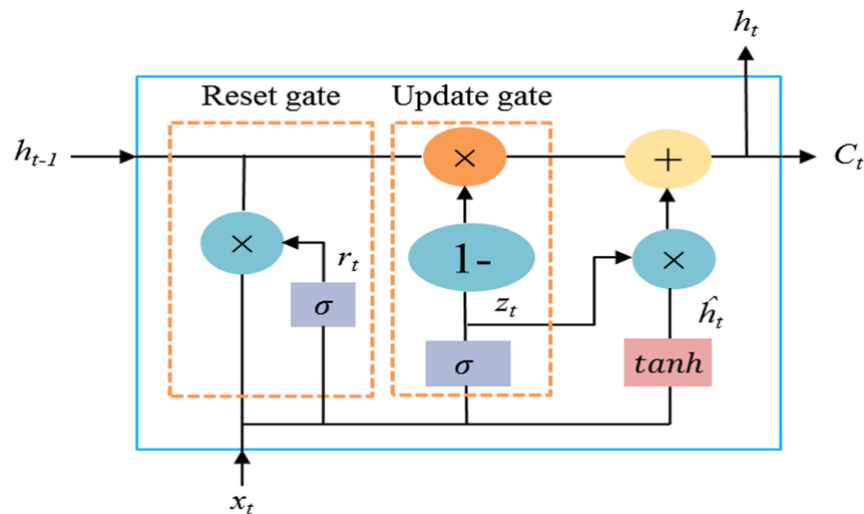 h_t
Reset gate
Update gate
h_{t-1}
×
+
C_t
×
r_t
1-
×
σ
z_t
ĥ_t
σ
tanh
x_t